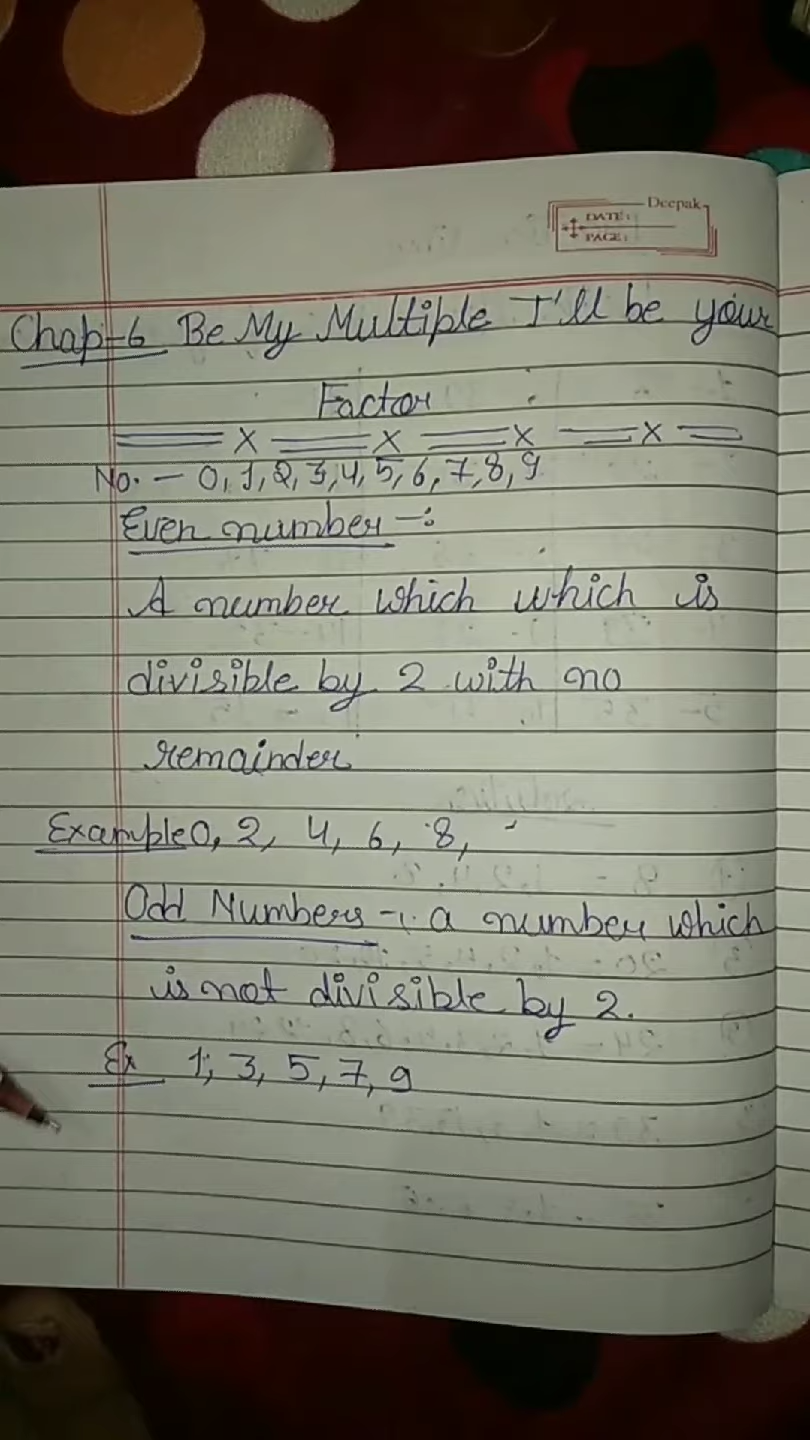 Deepak
DATE:
PAGE:
Chap-6 Be My Multiple I'll be your
Factor
No. - 0, 1, 2, 3, 4, 5, 6, 7, 8, 9
Even number -:
A number which which is
divisible by 2 with no
remainder
Example 0, 2, 4, 6, 8,
Odd Numbers -: a number which
is not divisible by 2.
Ex 1, 3, 5, 7, 9